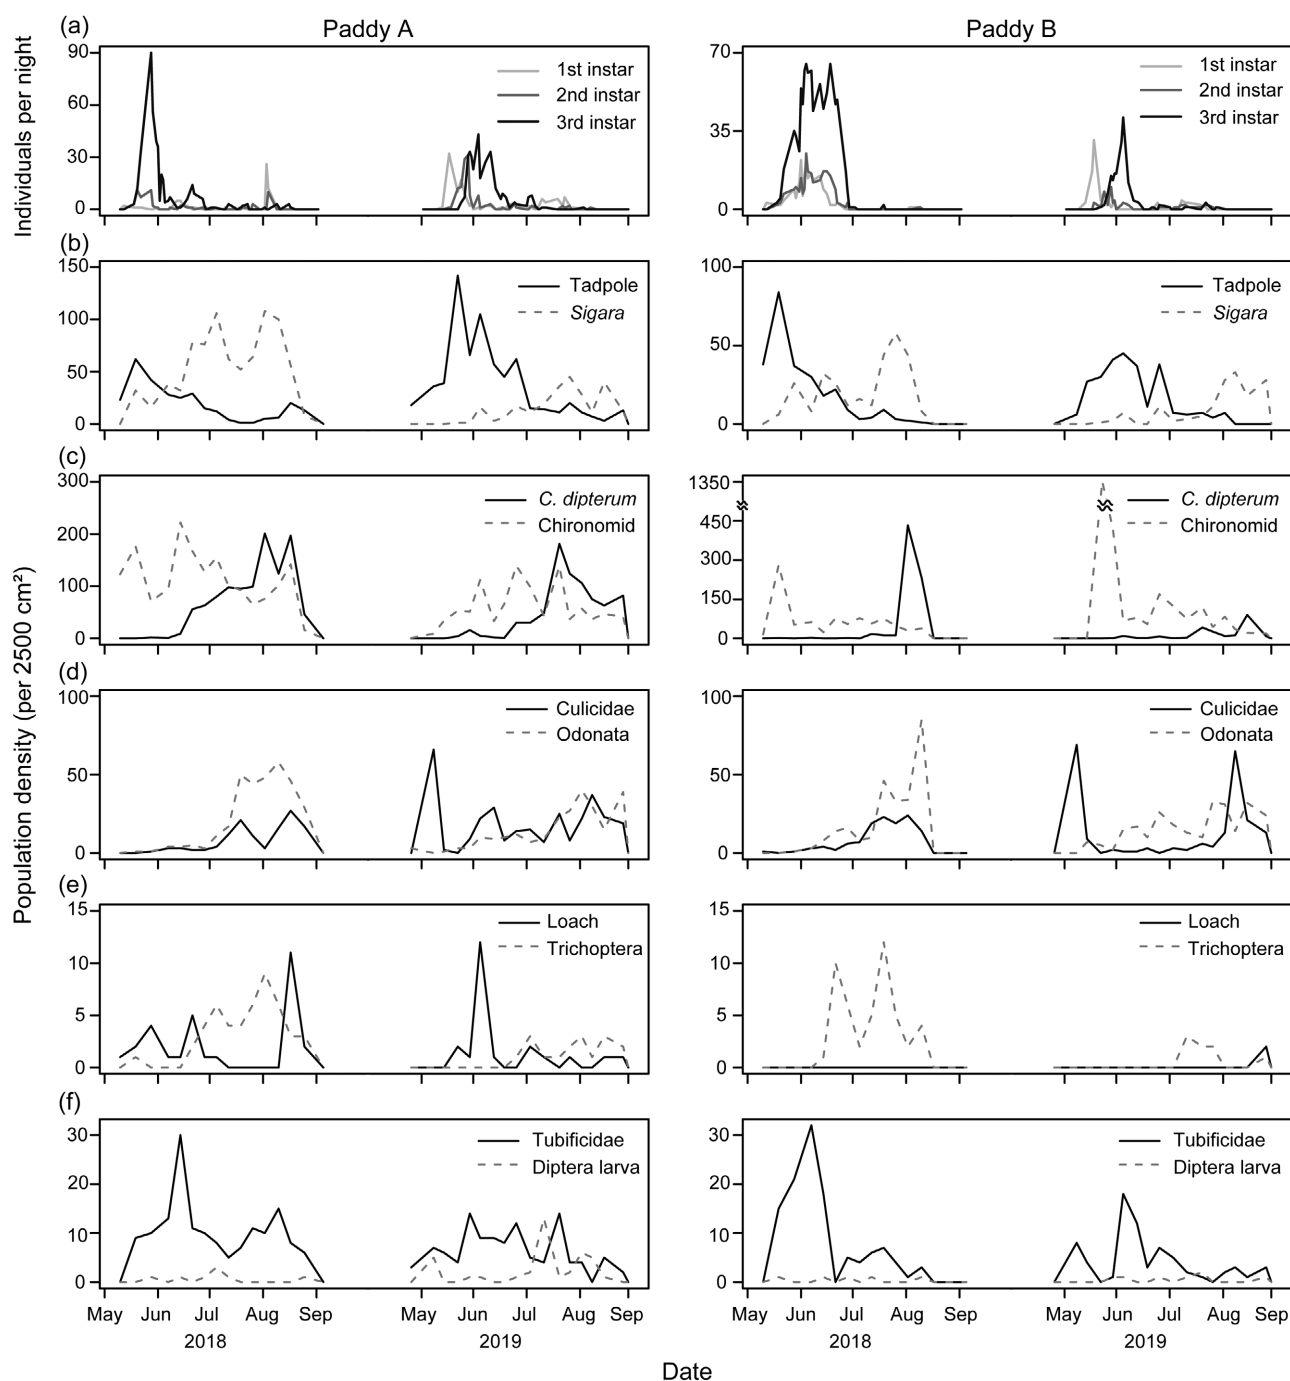 (a)
Paddy A
Paddy B
Individuals per night
90
60
30
0
1st instar
2nd instar
3rd instar
70
35
0
1st instar
2nd instar
3rd instar
(b)
Population density (per 2500 cm²)
150
100
50
0
Tadpole
Sigara
100
50
0
Tadpole
Sigara
(c)
300
200
100
0
C. dipterum
Chironomid
1350
450
300
150
0
C. dipterum
Chironomid
(d)
100
50
0
Culicidae
Odonata
100
50
0
Culicidae
Odonata
(e)
15
10
5
0
Loach
Trichoptera
15
10
5
0
Loach
Trichoptera
(f)
30
20
10
0
Tubificidae
Diptera larva
30
20
10
0
Tubificidae
Diptera larva
May Jun Jul Aug Sep May Jun Jul Aug Sep
2018 2019
May Jun Jul Aug Sep May Jun Jul Aug Sep
2018 2019
Date